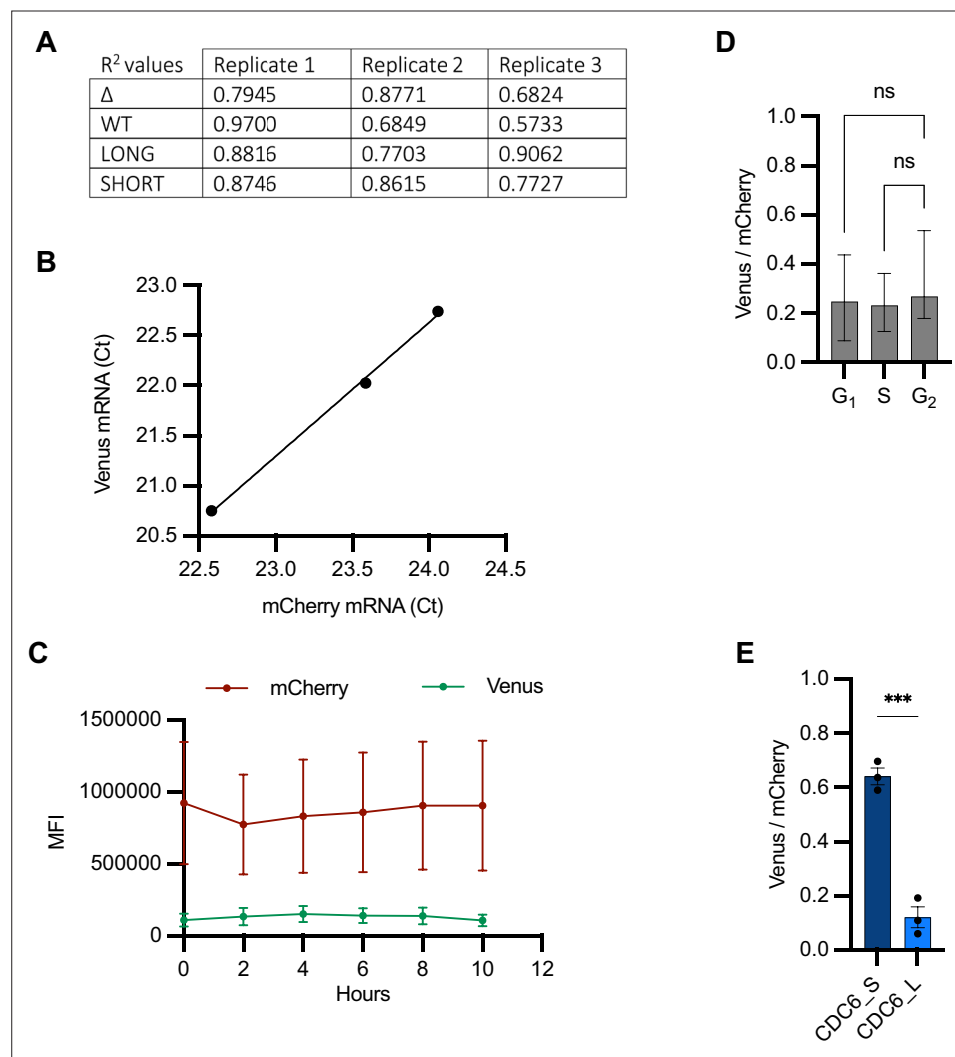 A
R² values Replicate 1 Replicate 2 Replicate 3
Δ 0.7945 0.8771 0.6824
WT 0.9700 0.6849 0.5733
LONG 0.8816 0.7703 0.9062
SHORT 0.8746 0.8615 0.7727
B
Venus mRNA (Ct)
23.0
22.5
22.0
21.5
21.0
20.5
22.5 23.0 23.5 24.0 24.5
mCherry mRNA (Ct)
C
mCherry Venus
MFI
1500000
1000000
500000
0
0 2 4 6 8 10 12
Hours
D
ns
ns
Venus / mCherry
1.0
0.8
0.6
0.4
0.2
0.0
G₁ S G₂
E
***
Venus / mCherry
1.0
0.8
0.6
0.4
0.2
0.0
CDC6_S CDC6_L